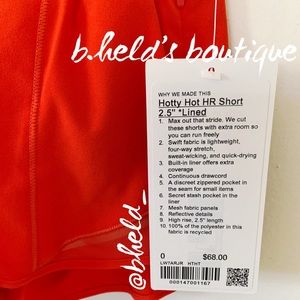 b.held's boutique
WHY WE MADE THIS
Hotty Hot HR Short
2.5" *Lined
1. Max out that stride. We cut
these shorts with extra room so
you can run freely
2. Swift fabric is lightweight,
four-way stretch,
sweat-wicking, and quick-drying
3. Built-in liner offers extra
coverage
4. Continuous drawcord
5. A discreet zippered pocket in
the seam for small items
6. Secret stash pocket in the
liner
7. Mesh fabric panels
8. Reflective details
9. High rise, 2.5" length
10. 100% of the polyester in this
fabric is recycled
0 $68.00
LW7ARJR HTHT
000147001167
@bheld_